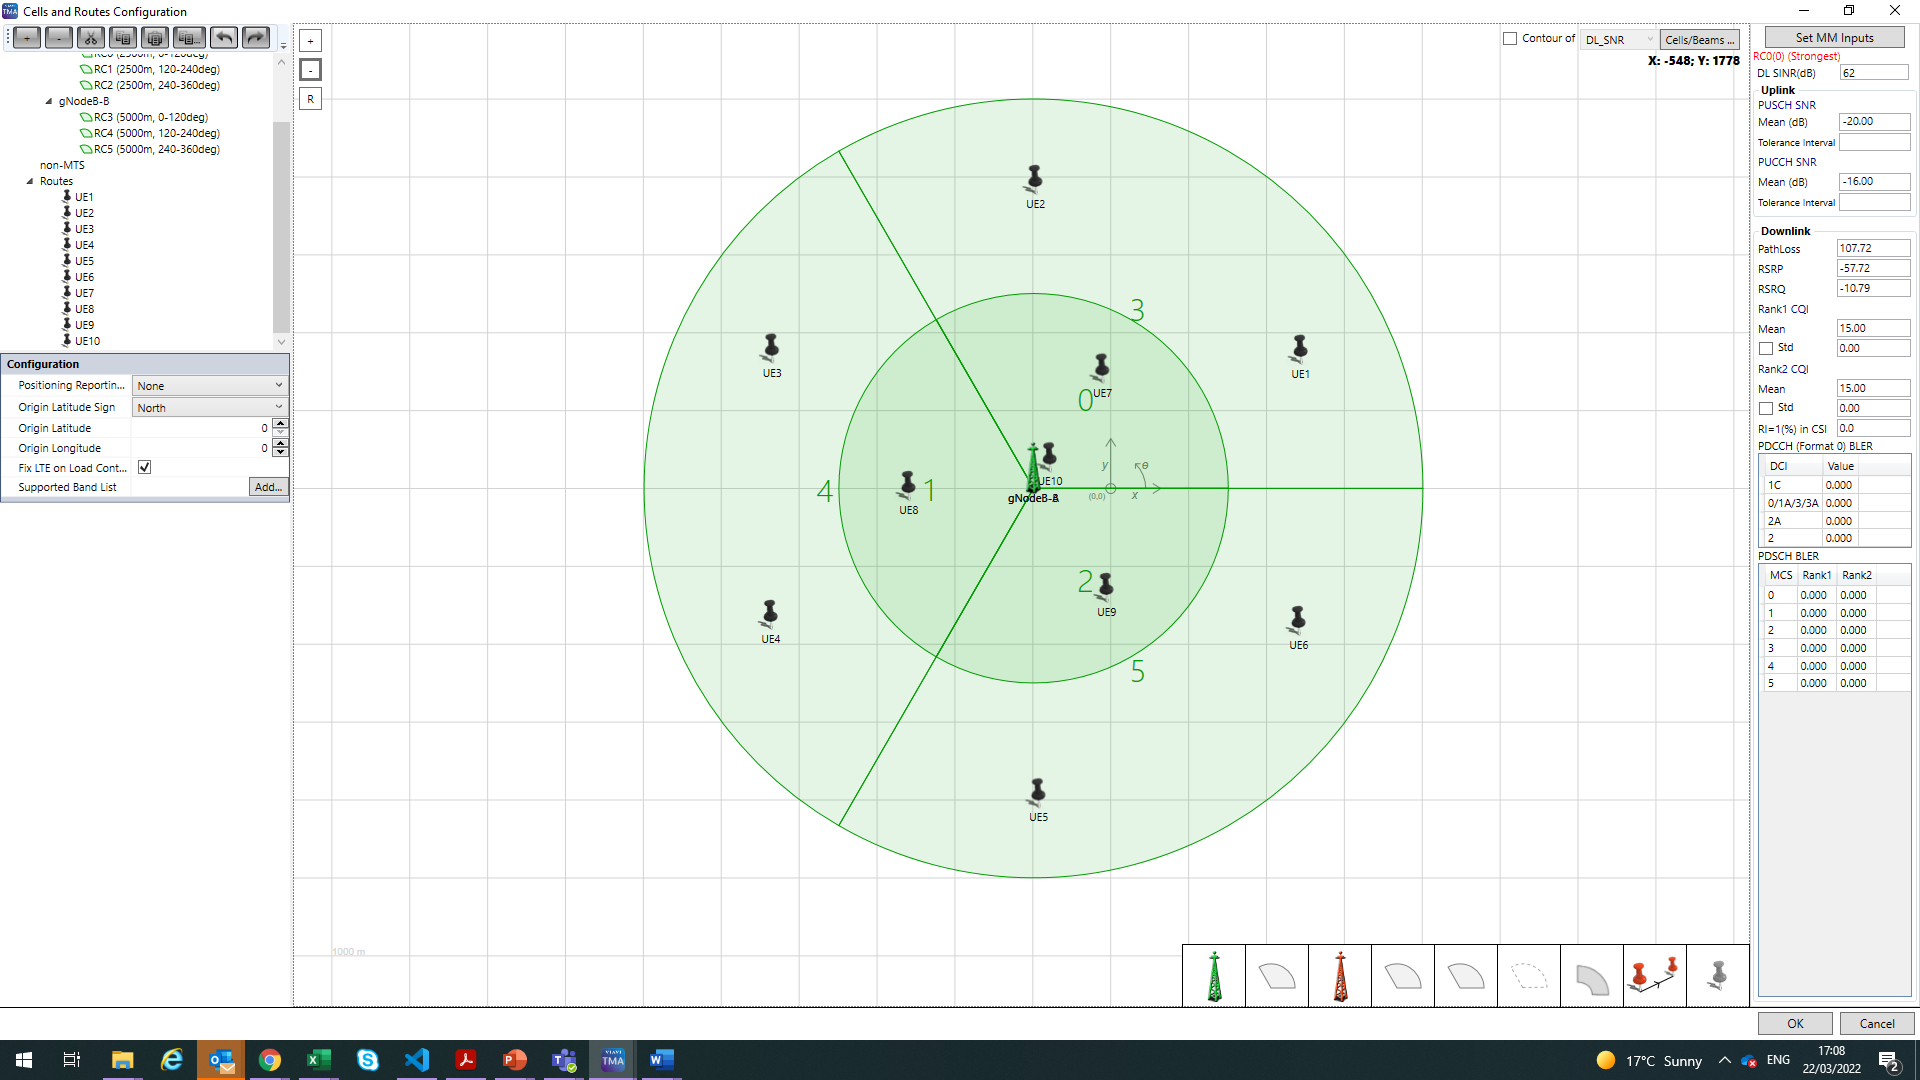 TMA Cells and Routes Configuration
RC1 (2500m, 120-240deg)
RC2 (2500m, 240-360deg)
gNodeB-B
RC3 (5000m, 0-120deg)
RC4 (5000m, 120-240deg)
RC5 (5000m, 240-360deg)
non-MTS
Routes
UE1
UE2
UE3
UE4
UE5
UE6
UE7
UE8
UE9
UE10
Configuration
Positioning Reportin... None
Origin Latitude Sign North
Origin Latitude 0
Origin Longitude 0
Fix LTE on Load Cont...
Supported Band List Add...
+
-
R
Contour of DL_SNR Cells/Beams ...
X: -548; Y: 1778
UE2
3
UE3
UE1
UE7
0
UE10
y
θ
x
(0,0)
4
1
UE8
2
UE9
UE4
UE6
5
UE5
1000 m
Set MM Inputs
RC0(0) (Strongest)
DL SINR(dB) 62
Uplink
PUSCH SNR
Mean (dB) -20.00
Tolerance Interval
PUCCH SNR
Mean (dB) -16.00
Tolerance Interval
Downlink
PathLoss 107.72
RSRP -57.72
RSRQ -10.79
Rank1 CQI
Mean 15.00
Std 0.00
Rank2 CQI
Mean 15.00
Std 0.00
RI=1(%) in CSI 0.0
PDCCH (Format 0) BLER
DCI Value
1C 0.000
0/1A/3/3A 0.000
2A 0.000
2 0.000
PDSCH BLER
MCS Rank1 Rank2
0 0.000 0.000
1 0.000 0.000
2 0.000 0.000
3 0.000 0.000
4 0.000 0.000
5 0.000 0.000
OK Cancel
VIAVI
TMA
17°C Sunny
ENG
17:08
22/03/2022
2